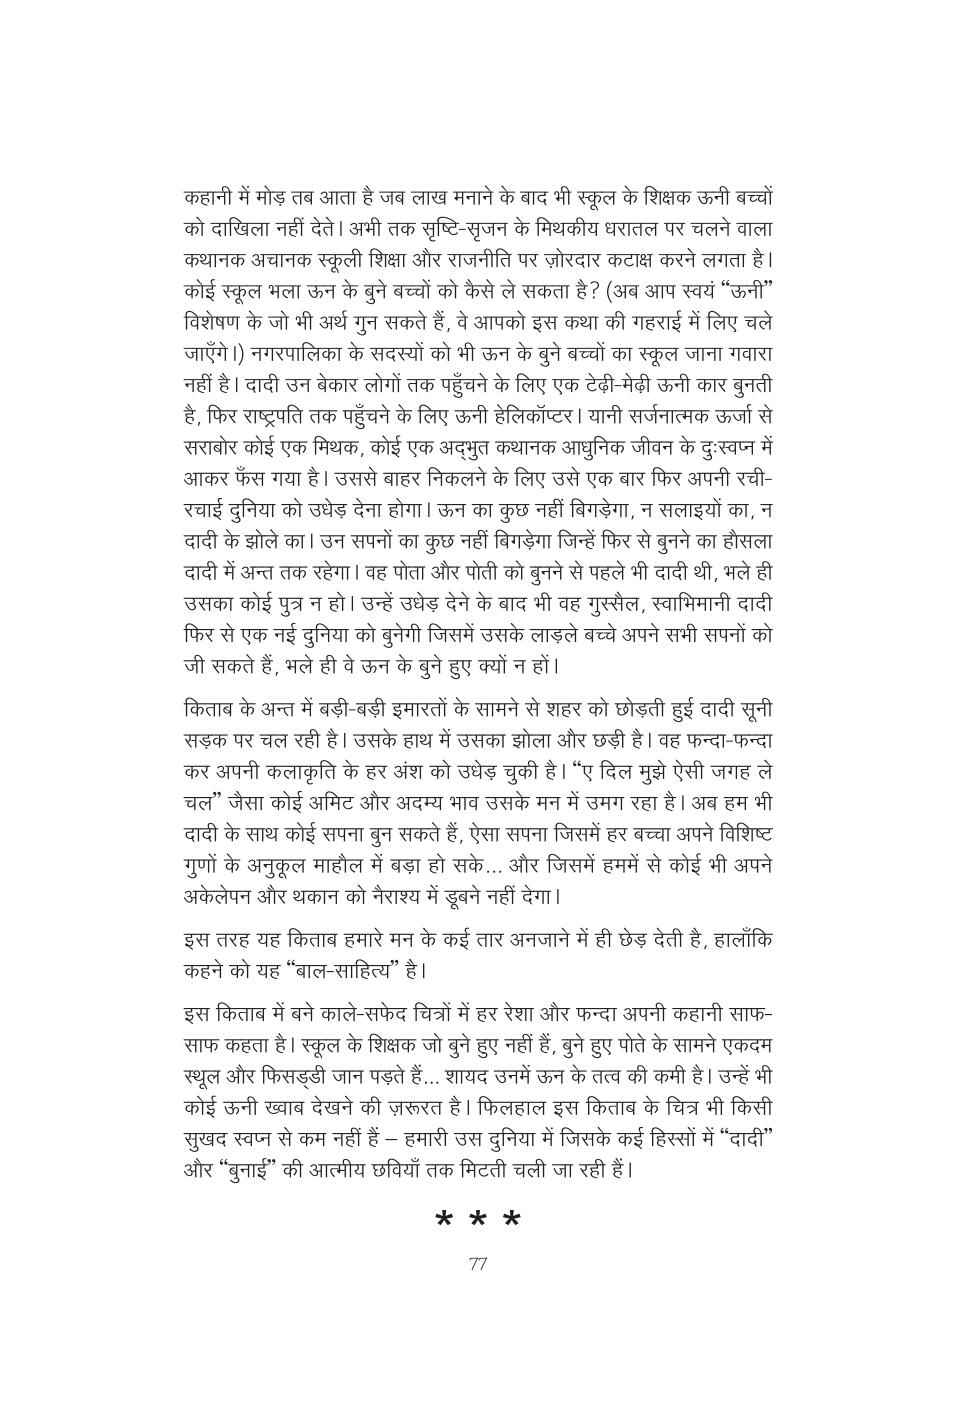 कहानी में मोड़ तब आता है जब लाख मनाने के बाद भी स्कूल के शिक्षक ऊनी बच्चों
को दाखिला नहीं देते। अभी तक सृष्टि-सृजन के मिथकीय धरातल पर चलने वाला
कथानक अचानक स्कूली शिक्षा और राजनीति पर ज़ोरदार कटाक्ष करने लगता है।
कोई स्कूल भला ऊन के बुने बच्चों को कैसे ले सकता है? (अब आप स्वयं “ऊनी”
विशेषण के जो भी अर्थ गुन सकते हैं, वे आपको इस कथा की गहराई में लिए चले
जाएँगे।) नगरपालिका के सदस्यों को भी ऊन के बुने बच्चों का स्कूल जाना गवारा
नहीं है। दादी उन बेकार लोगों तक पहुँचने के लिए एक टेढ़ी-मेढ़ी ऊनी कार बुनती
है, फिर राष्ट्रपति तक पहुँचने के लिए ऊनी हेलिकॉप्टर। यानी सर्जनात्मक ऊर्जा से
सराबोर कोई एक मिथक, कोई एक अद्‌भुत कथानक आधुनिक जीवन के दुःस्वप्न में
आकर फँस गया है। उससे बाहर निकलने के लिए उसे एक बार फिर अपनी रची-
रचाई दुनिया को उधेड़ देना होगा। ऊन का कुछ नहीं बिगड़ेगा, न सलाइयों का, न
दादी के झोले का। उन सपनों का कुछ नहीं बिगड़ेगा जिन्हें फिर से बुनने का हौसला
दादी में अन्त तक रहेगा। वह पोता और पोती को बुनने से पहले भी दादी थी, भले ही
उसका कोई पुत्र न हो। उन्हें उधेड़ देने के बाद भी वह गुस्सैल, स्वाभिमानी दादी
फिर से एक नई दुनिया को बुनेगी जिसमें उसके लाड़ले बच्चे अपने सभी सपनों को
जी सकते हैं, भले ही वे ऊन के बुने हुए क्यों न हों।
किताब के अन्त में बड़ी-बड़ी इमारतों के सामने से शहर को छोड़ती हुई दादी सूनी
सड़क पर चल रही है। उसके हाथ में उसका झोला और छड़ी है। वह फन्दा-फन्दा
कर अपनी कलाकृति के हर अंश को उधेड़ चुकी है। “ए दिल मुझे ऐसी जगह ले
चल” जैसा कोई अमिट और अदम्य भाव उसके मन में उमग रहा है। अब हम भी
दादी के साथ कोई सपना बुन सकते हैं, ऐसा सपना जिसमें हर बच्चा अपने विशिष्ट
गुणों के अनुकूल माहौल में बड़ा हो सके... और जिसमें हममें से कोई भी अपने
अकेलेपन और थकान को नैराश्य में डूबने नहीं देगा।
इस तरह यह किताब हमारे मन के कई तार अनजाने में ही छेड़ देती है, हालाँकि
कहने को यह “बाल-साहित्य” है।
इस किताब में बने काले-सफेद चित्रों में हर रेशा और फन्दा अपनी कहानी साफ-
साफ कहता है। स्कूल के शिक्षक जो बुने हुए नहीं हैं, बुने हुए पोते के सामने एकदम
स्थूल और फिसड्‌डी जान पड़ते हैं... शायद उनमें ऊन के तत्व की कमी है। उन्हें भी
कोई ऊनी ख्वाब देखने की ज़रूरत है। फिलहाल इस किताब के चित्र भी किसी
सुखद स्वप्न से कम नहीं हैं – हमारी उस दुनिया में जिसके कई हिस्सों में “दादी”
और “बुनाई” की आत्मीय छवियाँ तक मिटती चली जा रही हैं।
* * *
77